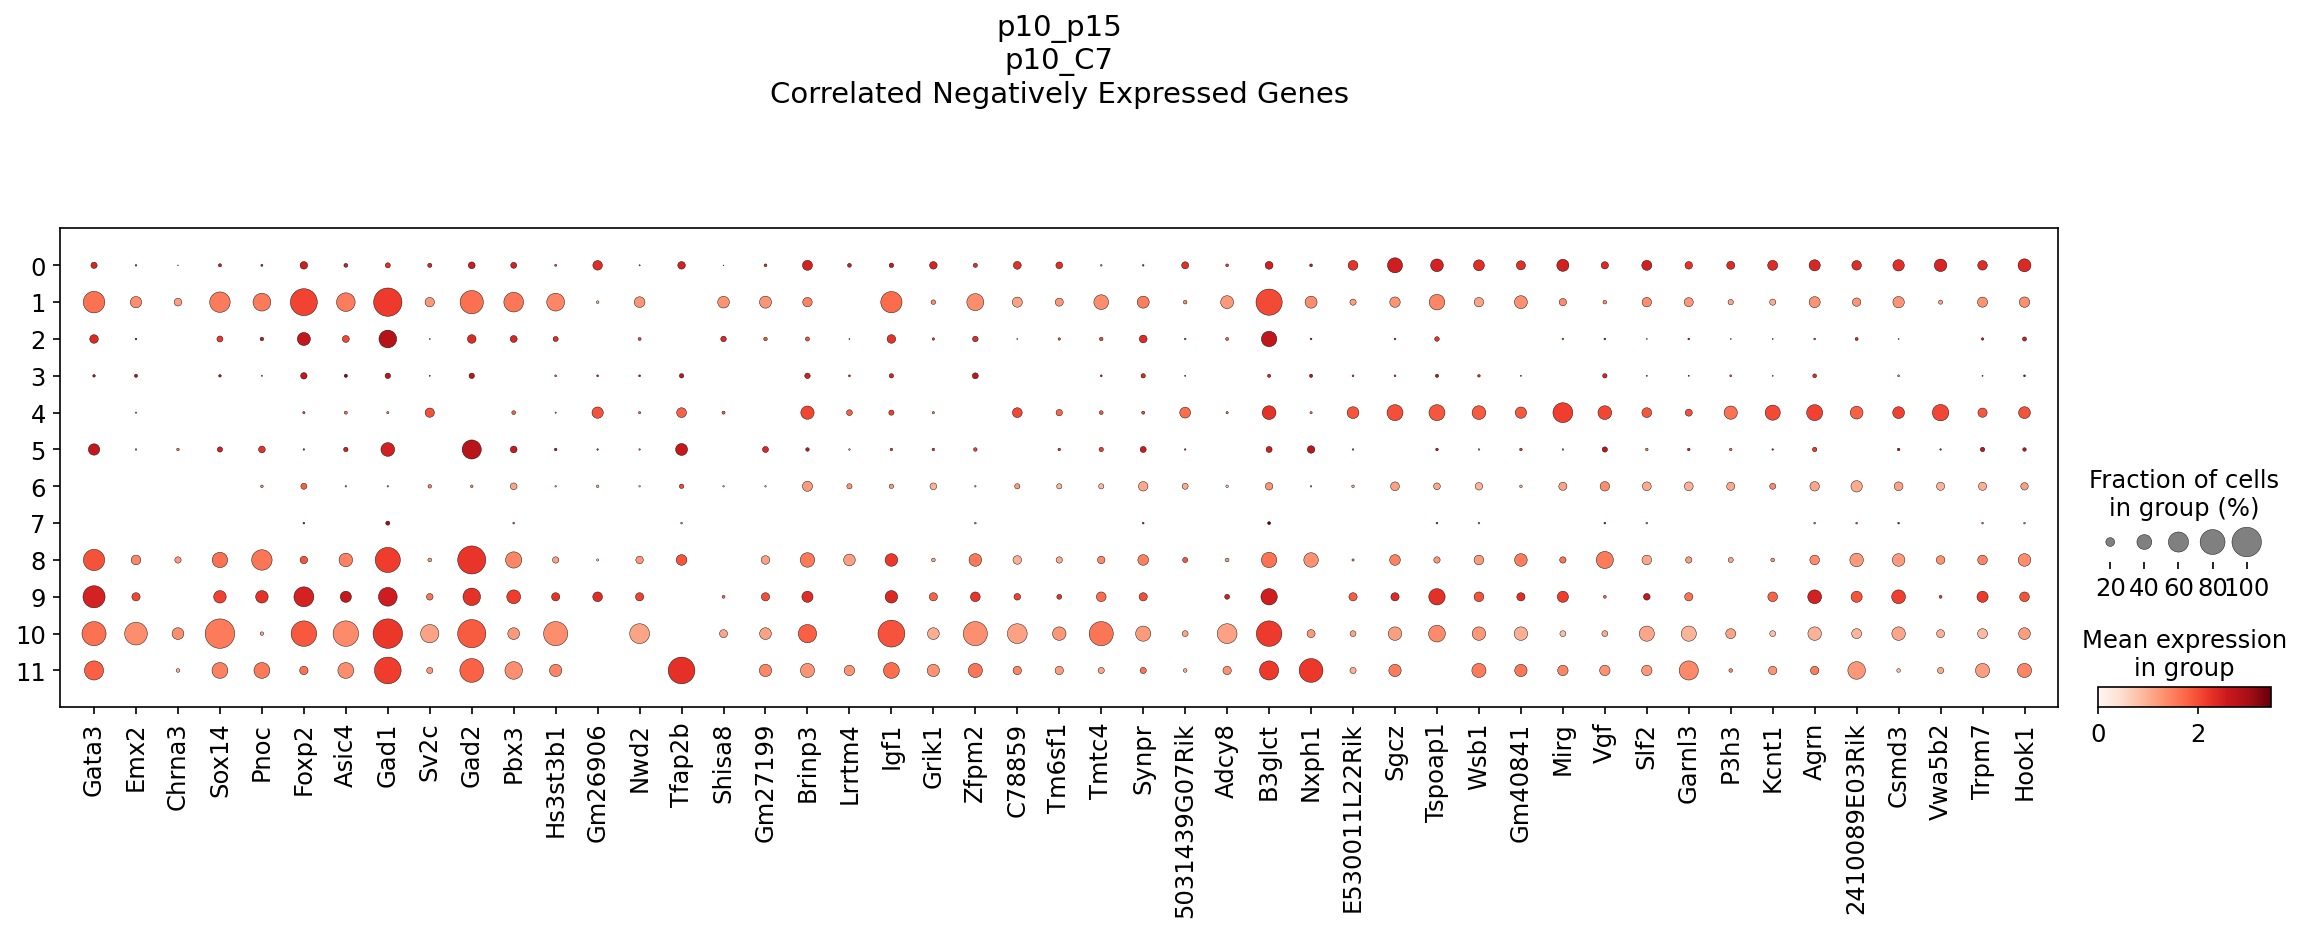 p10_p15
p10_C7
Correlated Negatively Expressed Genes
0
1
2
3
4
5
6
7
8
9
10
11
Gata3
Emx2
Chrna3
Sox14
Pnoc
Foxp2
Asic4
Gad1
Sv2c
Gad2
Pbx3
Hs3st3b1
Gm26906
Nwd2
Tfap2b
Shisa8
Gm27199
Brinp3
Lrrtm4
Igf1
Grik1
Zfpm2
C78859
Tm6sf1
Tmtc4
Synpr
5031439G07Rik
Adcy8
B3glct
Nxph1
E530011L22Rik
Sgcz
Tspoap1
Wsb1
Gm40841
Mirg
Vgf
Slf2
Garnl3
P3h3
Kcnt1
Agrn
2410089E03Rik
Csmd3
Vwa5b2
Trpm7
Hook1
Fraction of cells
in group (%)
20 40 60 80 100
Mean expression
in group
0 2